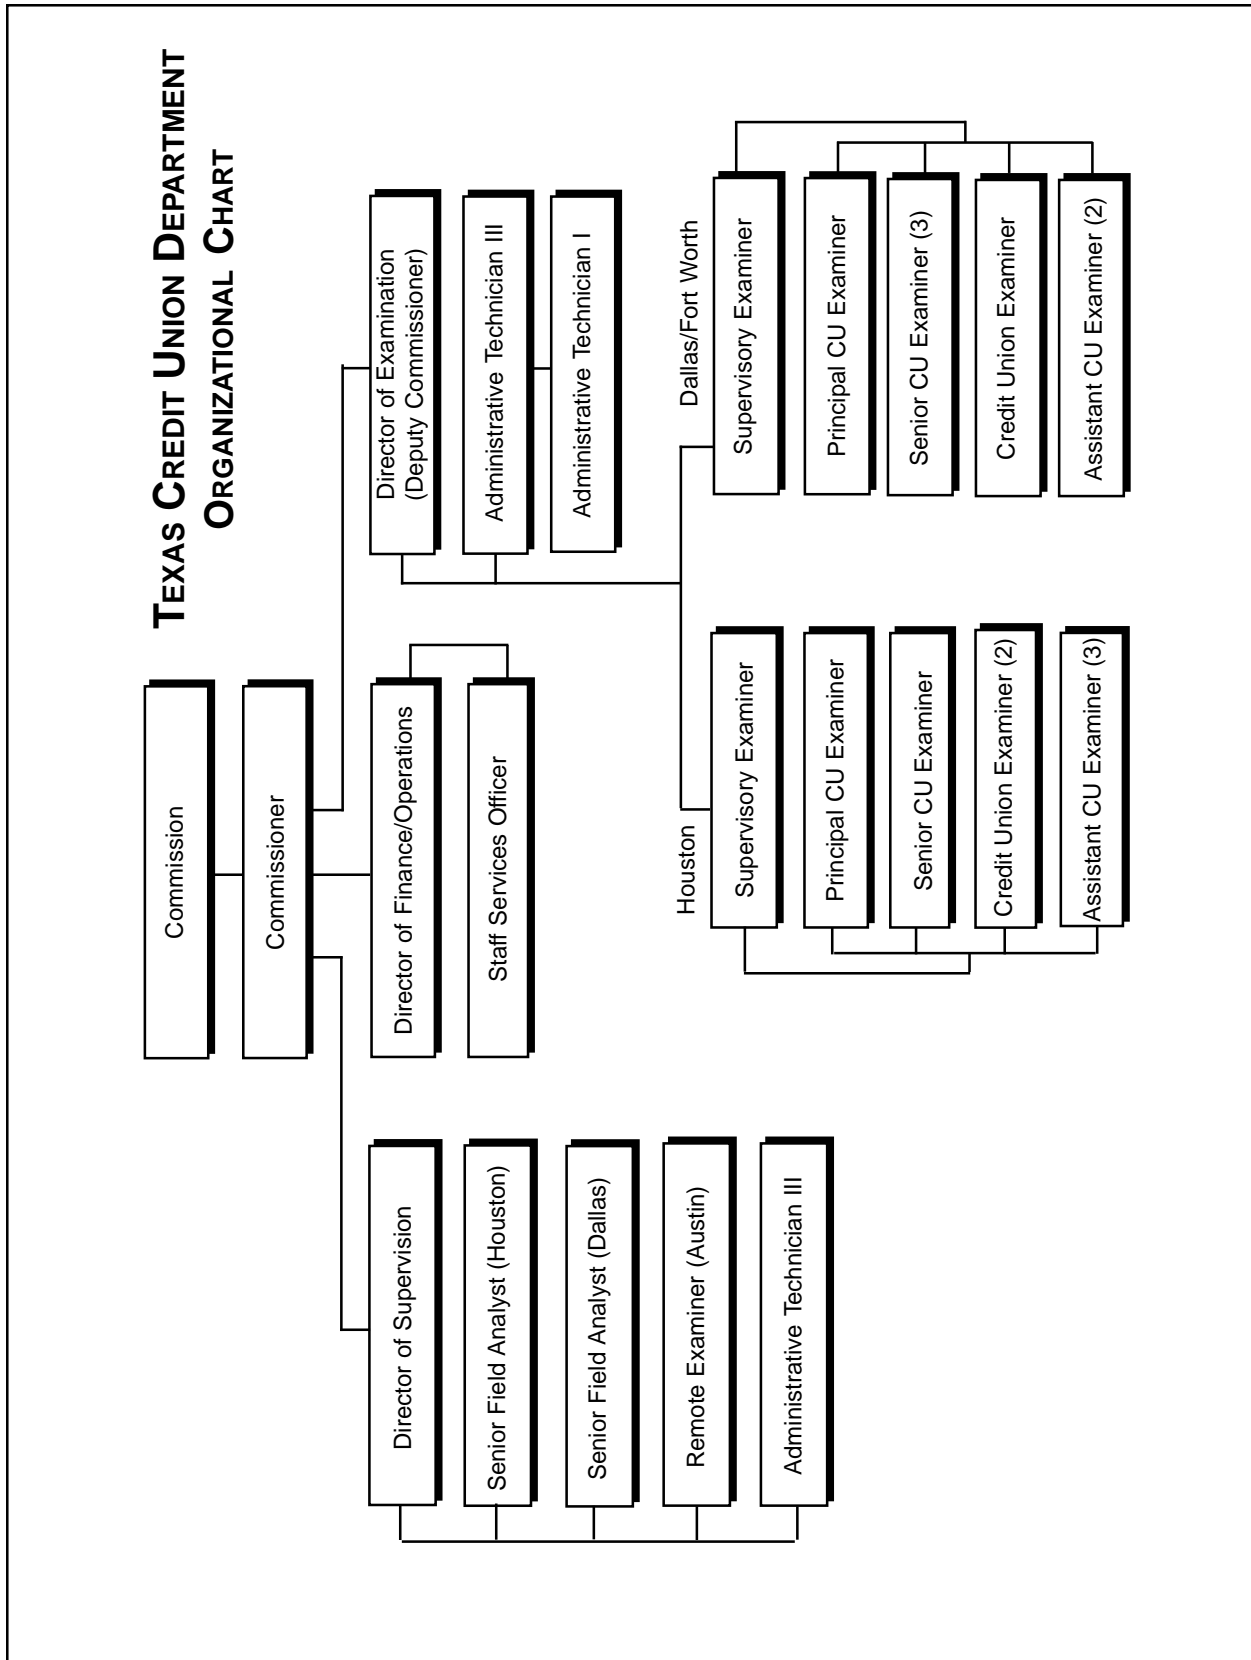 TEXAS CREDIT UNION DEPARTMENT
ORGANIZATIONAL CHART
Commission
Commissioner
Director of Supervision
Senior Field Analyst (Houston)
Senior Field Analyst (Dallas)
Remote Examiner (Austin)
Administrative Technician III
Director of Finance/Operations
Staff Services Officer
Director of Examination
(Deputy Commissioner)
Administrative Technician III
Administrative Technician I
Houston
Supervisory Examiner
Principal CU Examiner
Senior CU Examiner
Credit Union Examiner (2)
Assistant CU Examiner (3)
Dallas/Fort Worth
Supervisory Examiner
Principal CU Examiner
Senior CU Examiner (3)
Credit Union Examiner
Assistant CU Examiner (2)